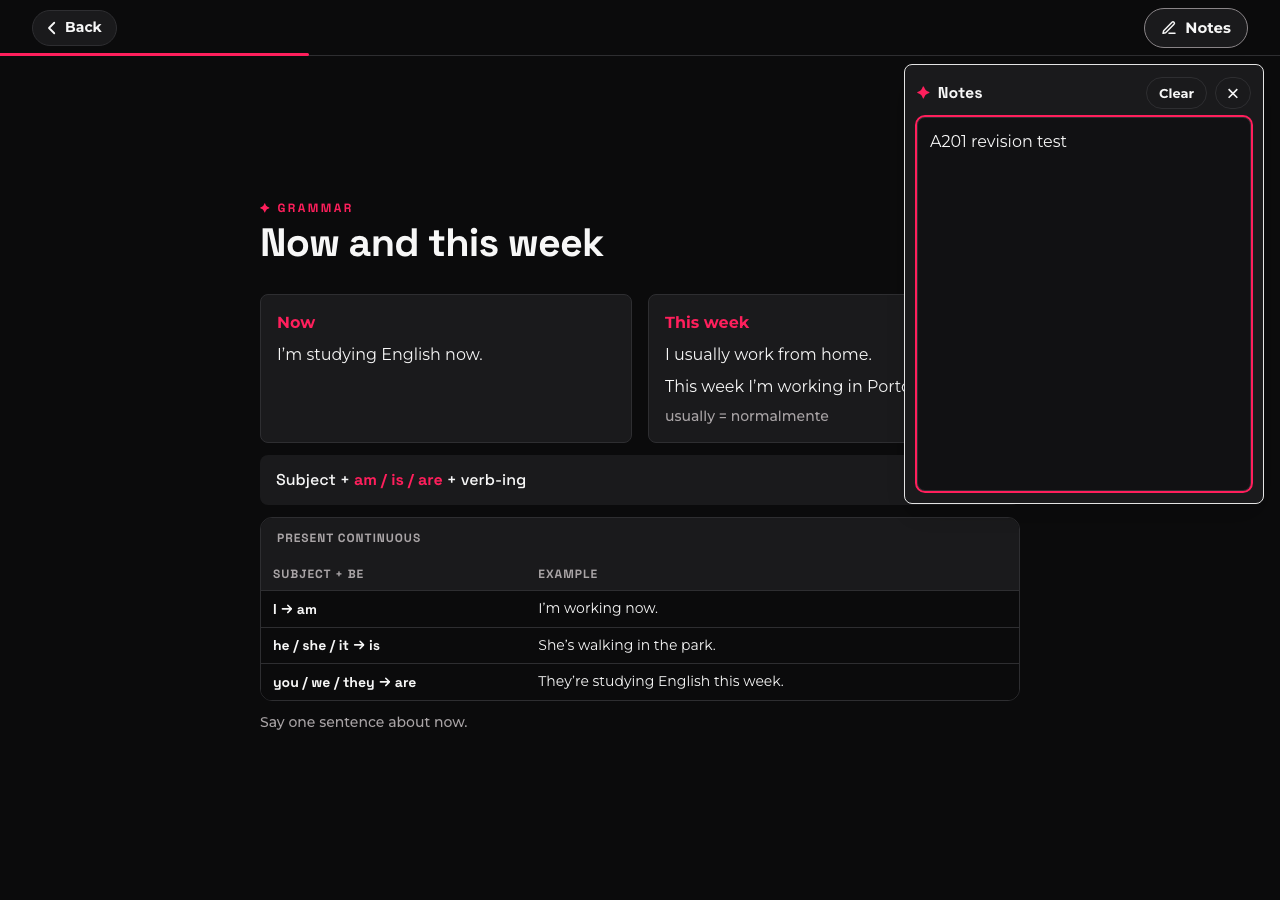 Back
Notes
Notes
Clear
A201 revision test
GRAMMAR
Now and this week
Now
I’m studying English now.
This week
I usually work from home.
This week I’m working in Porto
usually = normalmente
Subject + am / is / are + verb-ing
PRESENT CONTINUOUS
SUBJECT + BE
EXAMPLE
I → am
I’m working now.
he / she / it → is
She’s walking in the park.
you / we / they → are
They’re studying English this week.
Say one sentence about now.